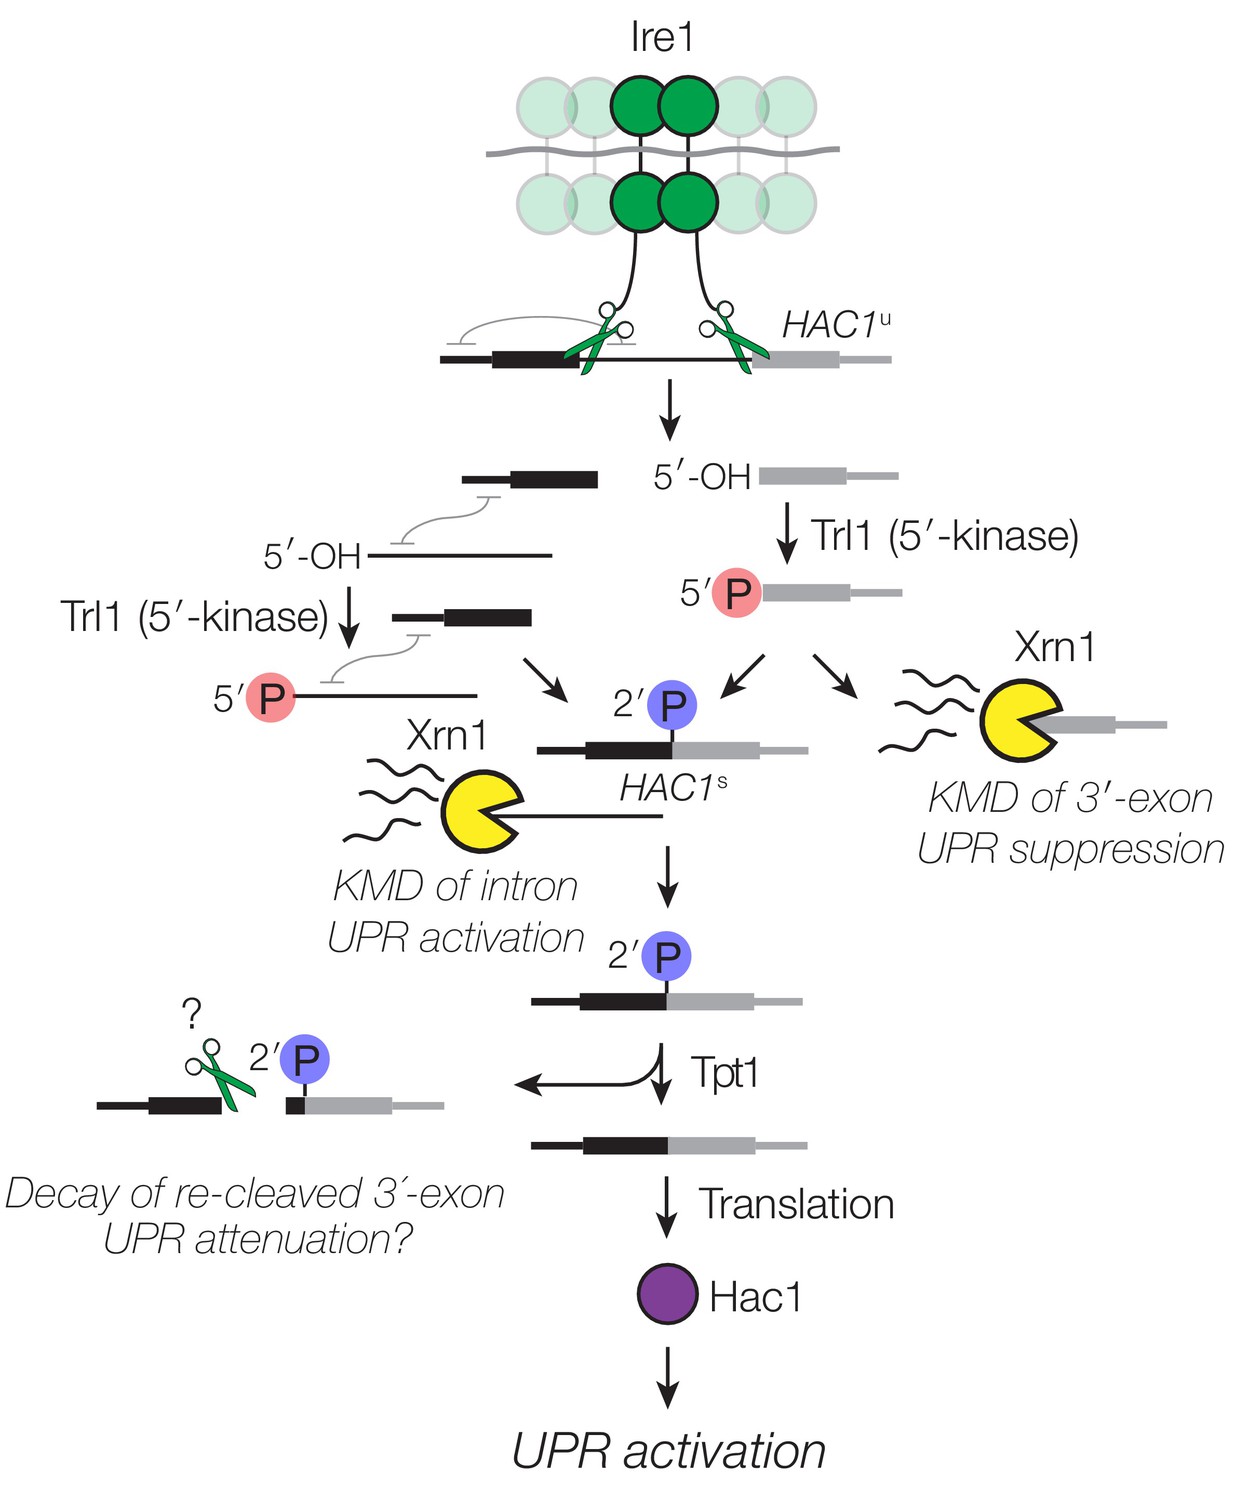 Ire1
HAC1ᵘ
5′-OH
5′-OH
Trl1 (5′-kinase)
5′ P
Trl1 (5′-kinase)
5′ P
Xrn1
2′ P
HAC1ˢ
Xrn1
KMD of 3′-exon
UPR suppression
KMD of intron
UPR activation
2′ P
?
2′ P
Tpt1
Decay of re-cleaved 3′-exon
UPR attenuation?
Translation
Hac1
UPR activation